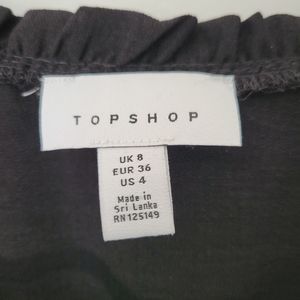 TOPSHOP
UK 8
EUR 36
US 4
Made in
Sri Lanka
RN125149